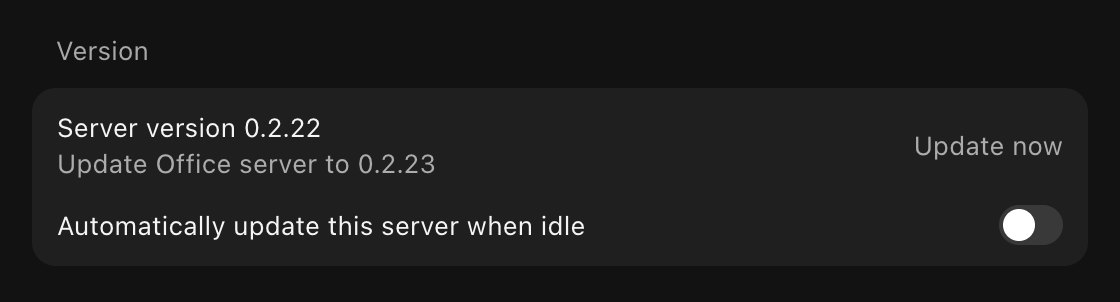 Version
Server version 0.2.22
Update Office server to 0.2.23
Update now
Automatically update this server when idle